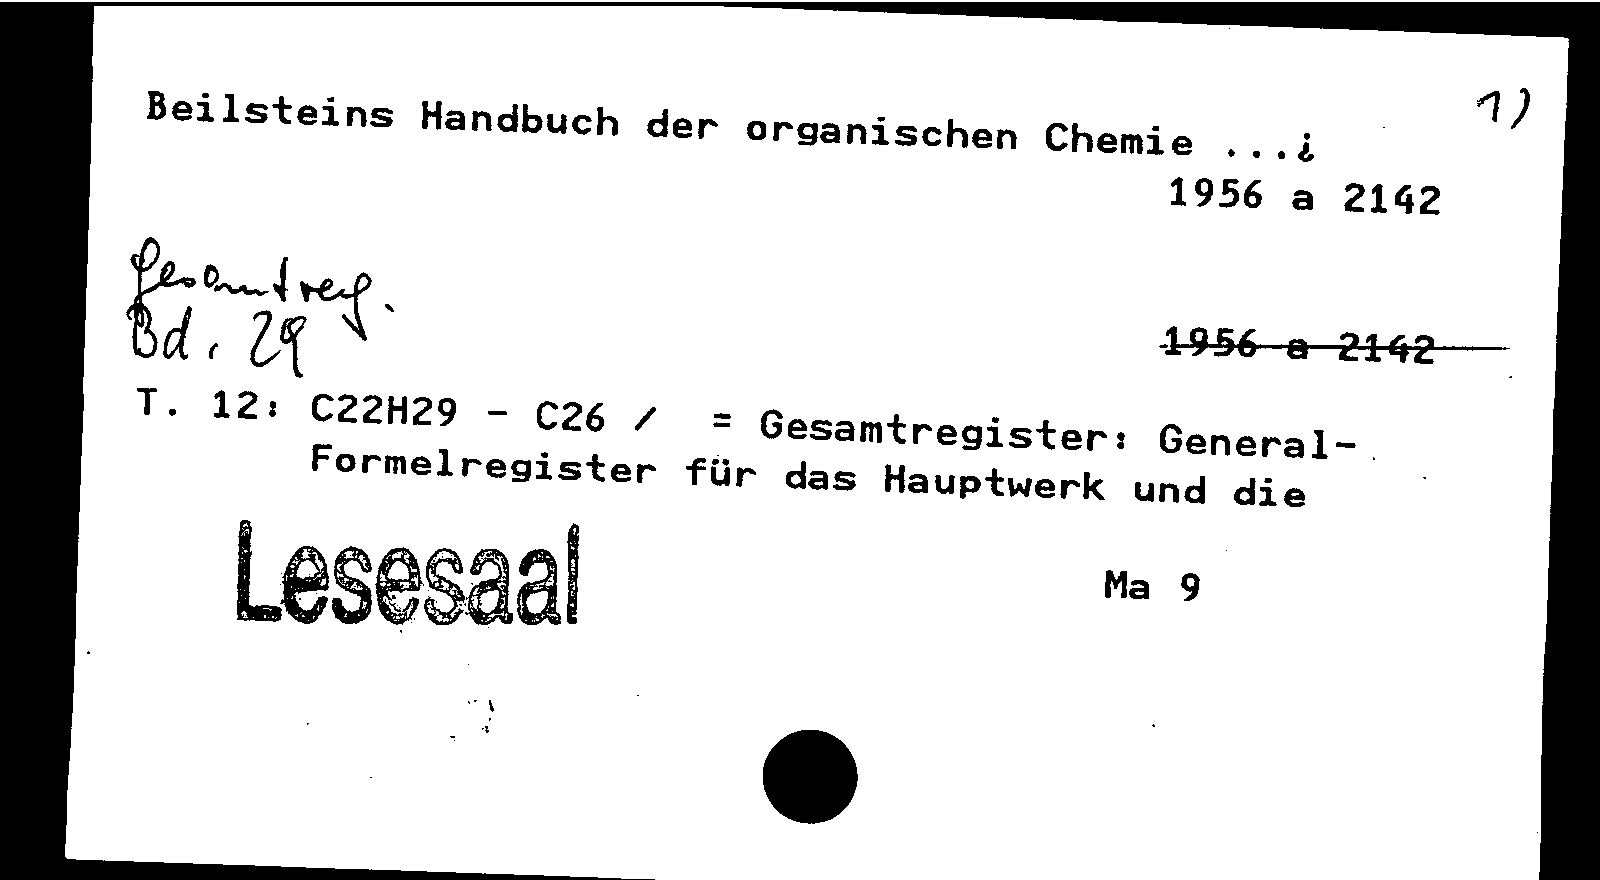 1)
Beilsteins Handbuch der organischen Chemie ...¿
1956 a 2142
Gesamtreg.
Bd. 29
1956 a 2142
T. 12: C22H29 - C26 / = Gesamtregister: General-
Formelregister für das Hauptwerk und die
Lesesaal
Ma 9